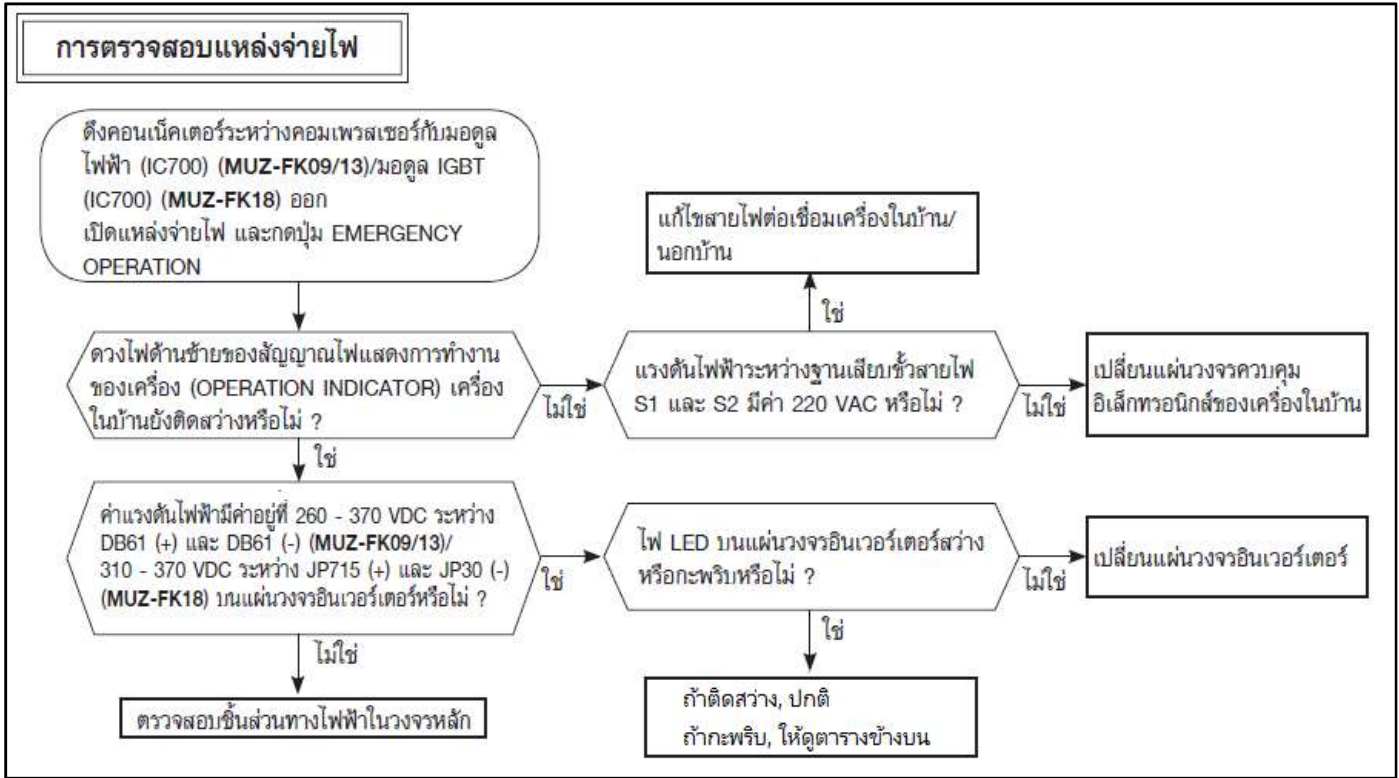 การตรวจสอบแหล่งจ่ายไฟ
ดึงคอนเน็คเตอร์ระหว่างคอมเพรสเซอร์กับมอดูล
ไฟฟ้า (IC700) (MUZ-FK09/13)/มอดูล IGBT
(IC700) (MUZ-FK18) ออก
เปิดแหล่งจ่ายไฟ และกดปุ่ม EMERGENCY
OPERATION
แก้ไขสายไฟต่อเชื่อมเครื่องในบ้าน/
นอกบ้าน
ใช่
ดวงไฟด้านซ้ายของสัญญาณไฟแสดงการทำงาน
ของเครื่อง (OPERATION INDICATOR) เครื่อง
ในบ้านยังติดสว่างหรือไม่ ?
ไม่ใช่
แรงดันไฟฟ้าระหว่างฐานเสียบขั้วสายไฟ
S1 และ S2 มีค่า 220 VAC หรือไม่ ?
ไม่ใช่
เปลี่ยนแผ่นวงจรควบคุม
อิเล็กทรอนิกส์ของเครื่องในบ้าน
ใช่
ค่าแรงดันไฟฟ้ามีค่าอยู่ที่ 260 - 370 VDC ระหว่าง
DB61 (+) และ DB61 (-) (MUZ-FK09/13)/
310 - 370 VDC ระหว่าง JP715 (+) และ JP30 (-)
(MUZ-FK18) บนแผ่นวงจรอินเวอร์เตอร์หรือไม่ ?
ใช่
ไฟ LED บนแผ่นวงจรอินเวอร์เตอร์สว่าง
หรือกะพริบหรือไม่ ?
ไม่ใช่
เปลี่ยนแผ่นวงจรอินเวอร์เตอร์
ไม่ใช่
ใช่
ตรวจสอบชิ้นส่วนทางไฟฟ้าในวงจรหลัก
ถ้าติดสว่าง, ปกติ
ถ้ากะพริบ, ให้ดูตารางข้างบน